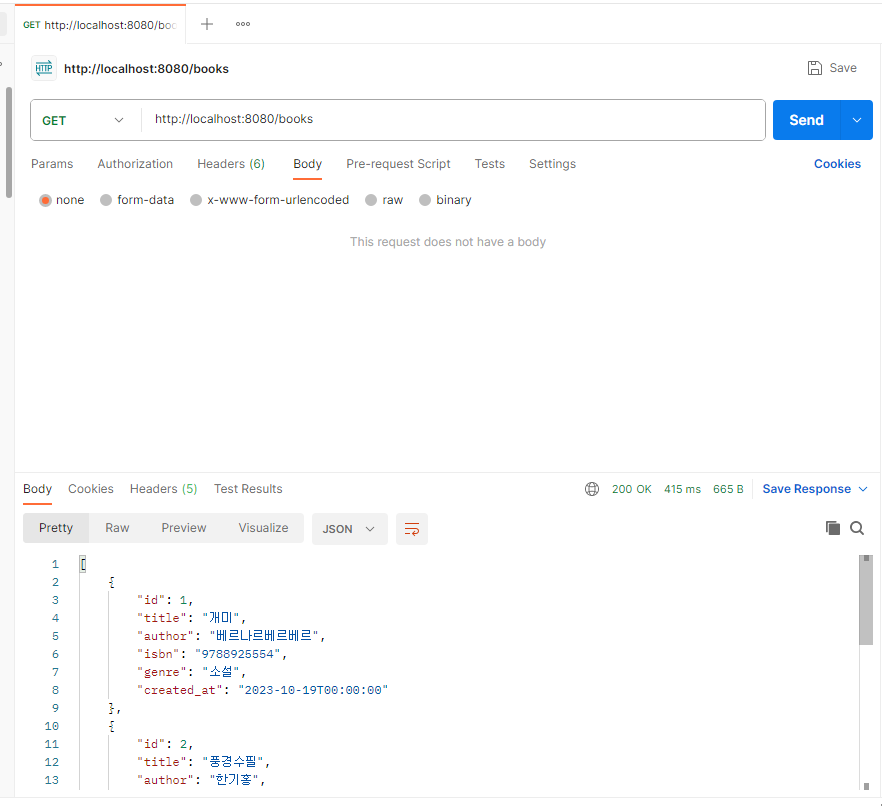 GET http://localhost:8080/boo
HTTP http://localhost:8080/books Save
GET http://localhost:8080/books Send
Params Authorization Headers (6) Body Pre-request Script Tests Settings Cookies
none form-data x-www-form-urlencoded raw binary
This request does not have a body
Body Cookies Headers (5) Test Results 200 OK 415 ms 665 B Save Response
Pretty Raw Preview Visualize JSON
1 [
2 {
3 "id": 1,
4 "title": "개미",
5 "author": "베르나르베르베르",
6 "isbn": "9788925554",
7 "genre": "소설",
8 "created_at": "2023-10-19T00:00:00"
9 },
10 {
11 "id": 2,
12 "title": "풍경수필",
13 "author": "한기홍",